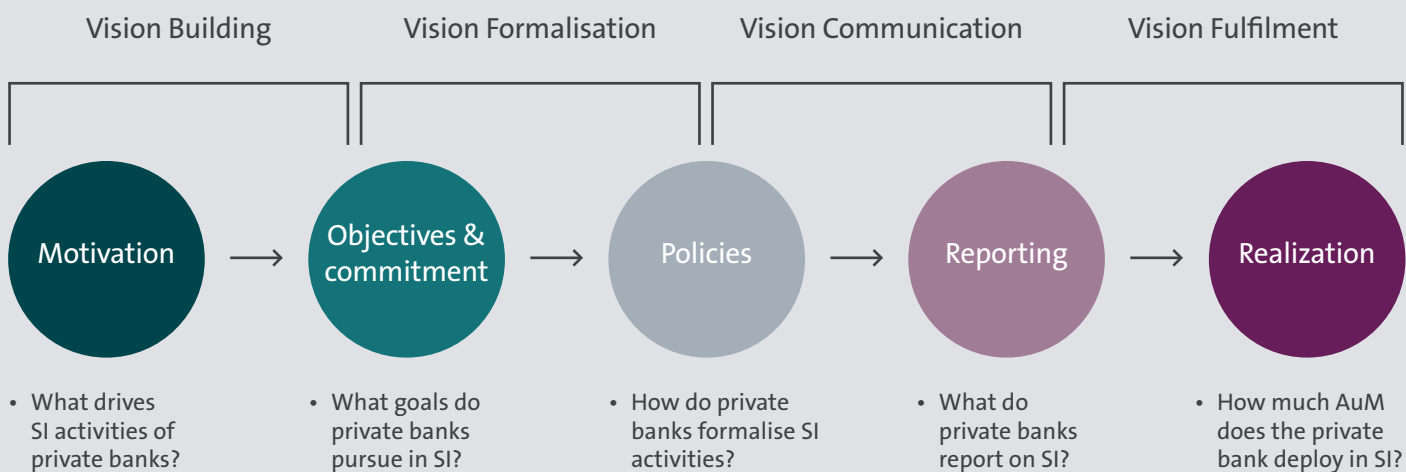 Vision Building
Vision Formalisation
Vision Communication
Vision Fulfilment
Motivation
Objectives &
commitment
Policies
Reporting
Realization
• What drives
SI activities of
private banks?
• What goals do
private banks
pursue in SI?
• How do private
banks formalise SI
activities?
• What do
private banks
report on SI?
• How much AuM
does the private
bank deploy in SI?